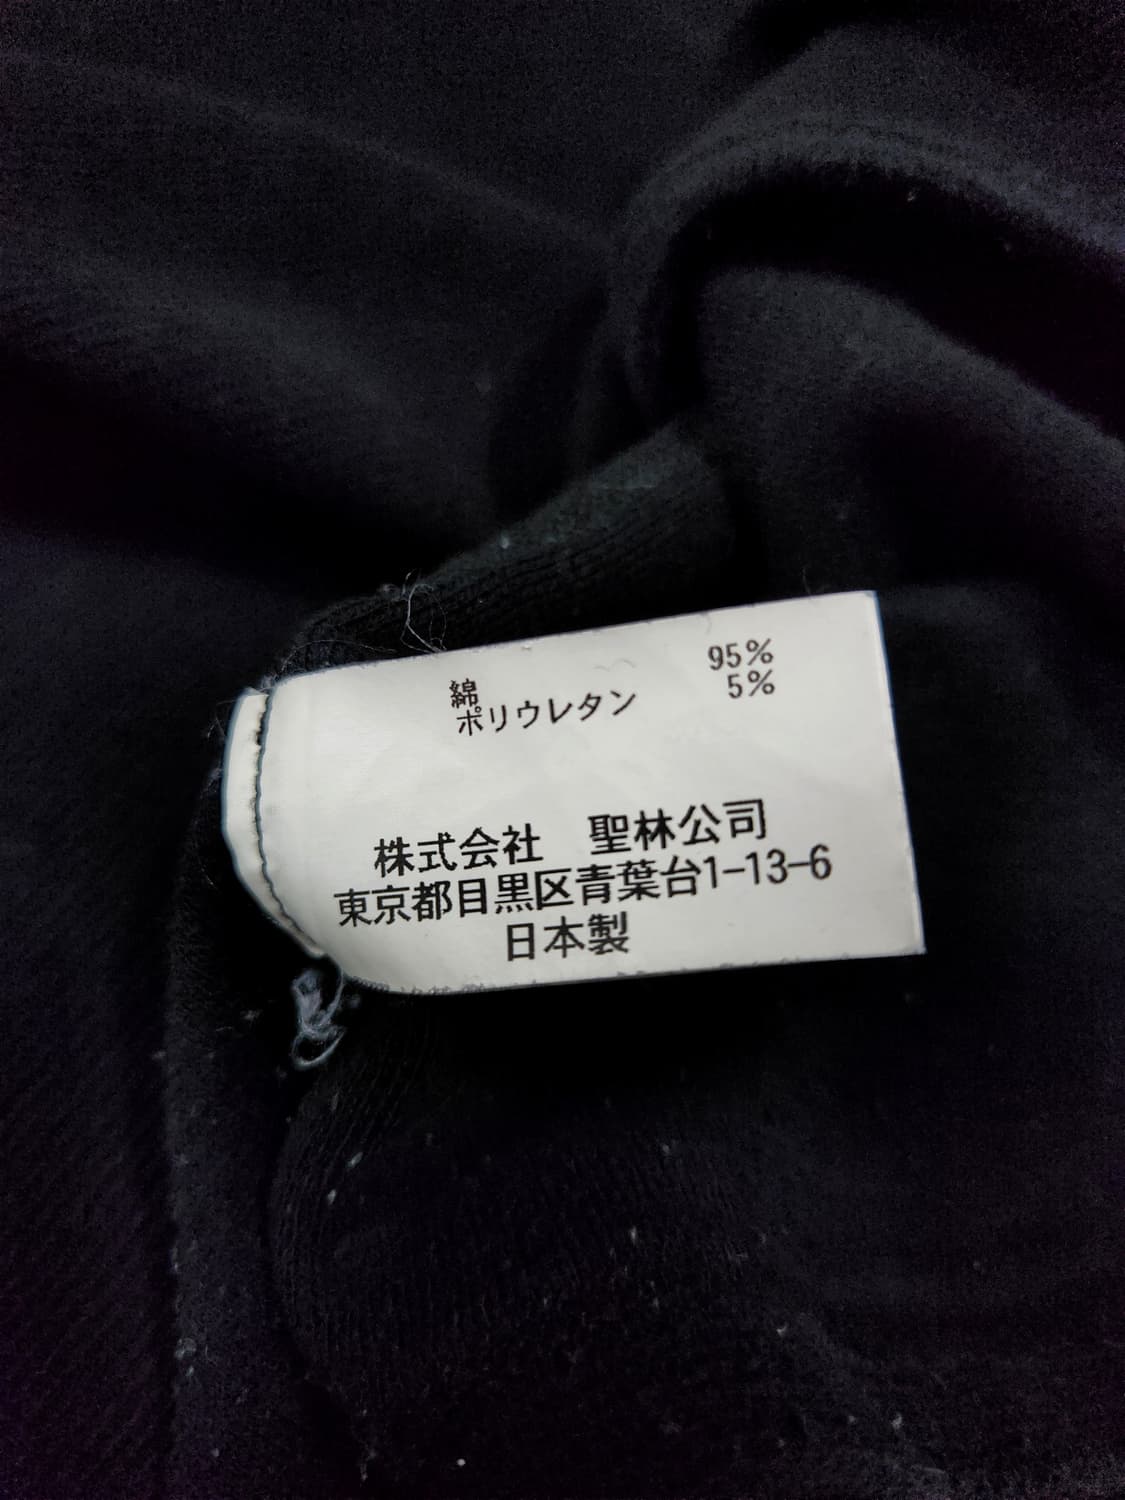 綿 95%
ポリウレタン 5%
株式会社 聖林公司
東京都目黒区青葉台1-13-6
日本製